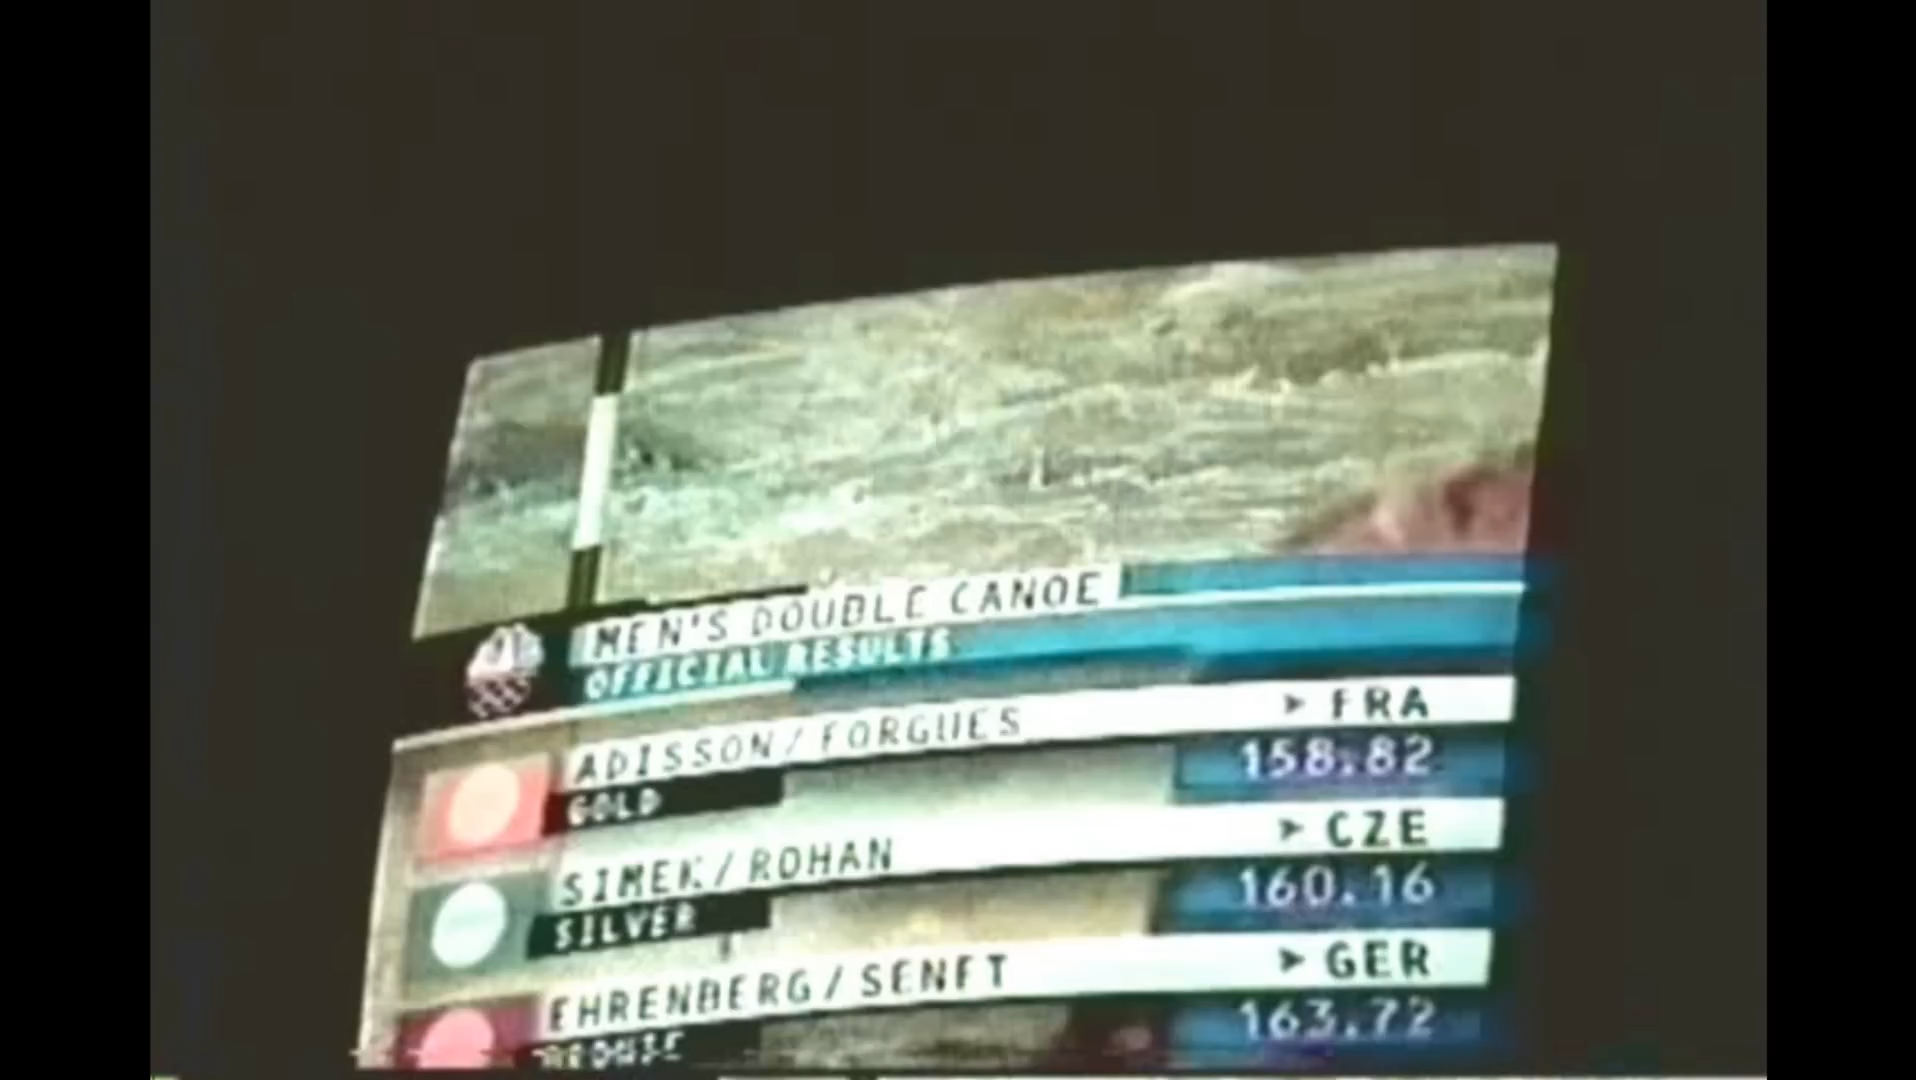 MEN'S DOUBLE CANOE
OFFICIAL RESULTS
ADISSON/FORGUES ➤ FRA
GOLD 158.82
SIMEK/ROHAN ➤ CZE
SILVER 160.16
EHRENBERG/SENFT ➤ GER
BRONZE 163.72